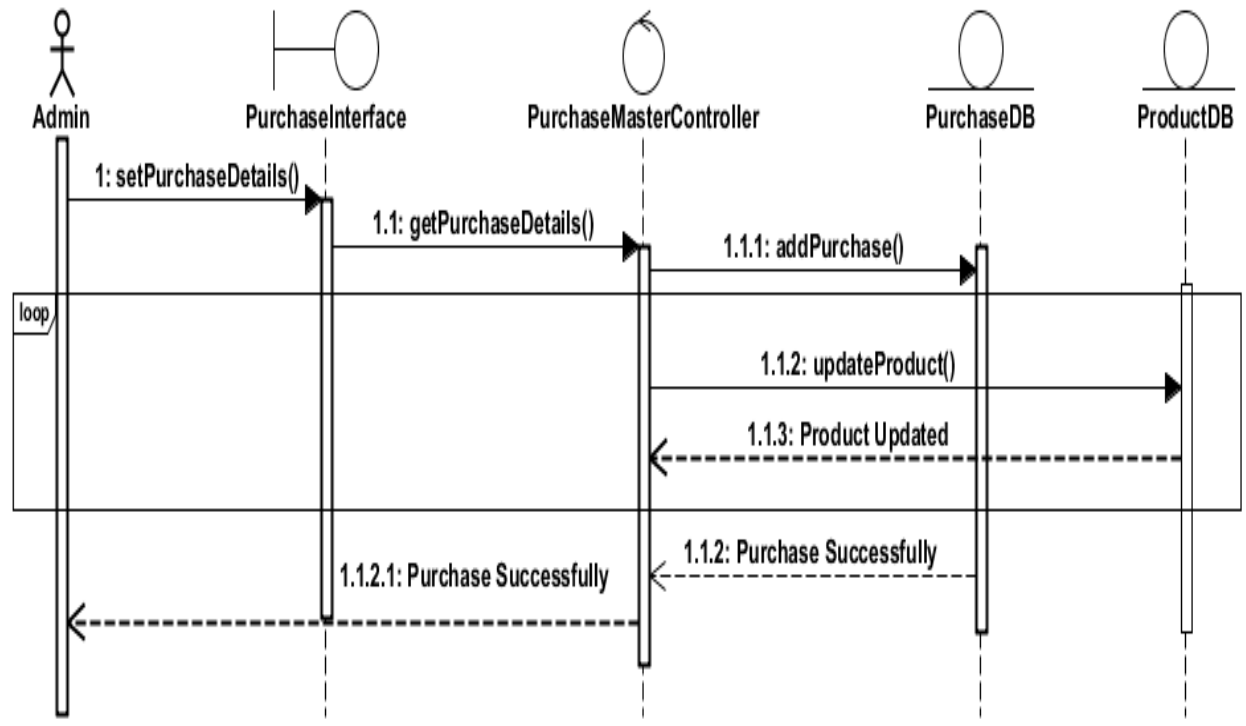 Admin
PurchaseInterface
PurchaseMasterController
PurchaseDB
ProductDB
1: setPurchaseDetails()
1.1: getPurchaseDetails()
1.1.1: addPurchase()
loop
1.1.2: updateProduct()
1.1.3: Product Updated
1.1.2: Purchase Successfully
1.1.2.1: Purchase Successfully